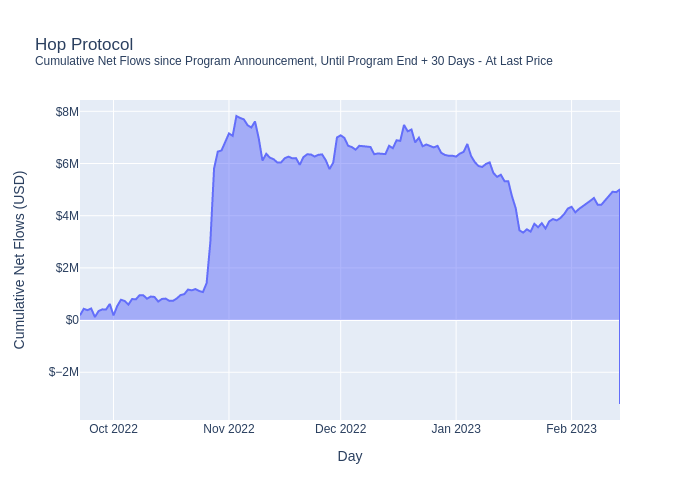 Hop Protocol
Cumulative Net Flows since Program Announcement, Until Program End + 30 Days - At Last Price
Cumulative Net Flows (USD)
$8M
$6M
$4M
$2M
$0
$−2M
Oct 2022
Nov 2022
Dec 2022
Jan 2023
Feb 2023
Day